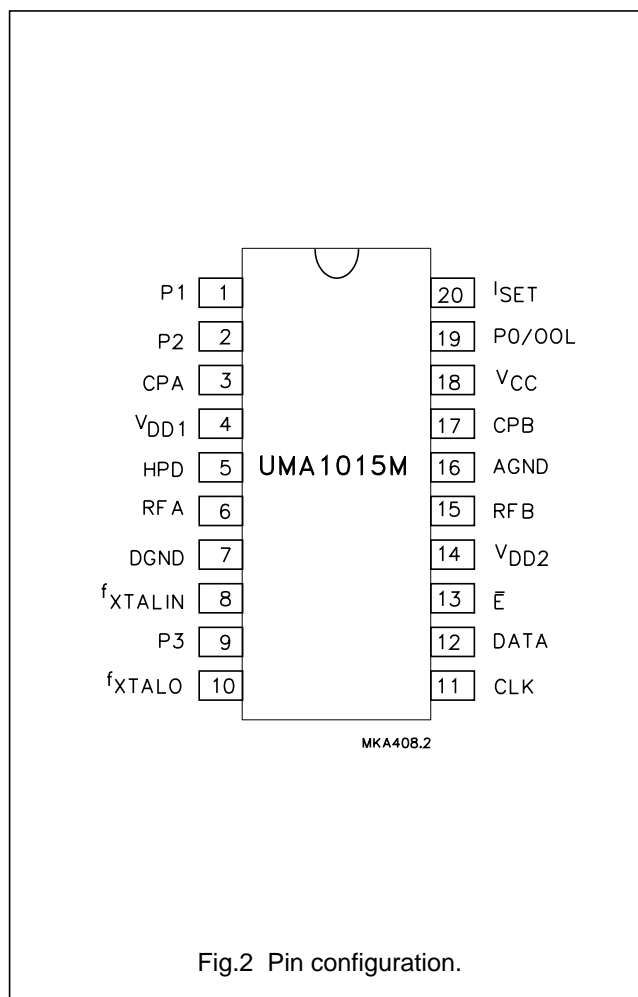 P1 1 20 ISET
P2 2 19 P0/OOL
CPA 3 18 VCC
VDD1 4 17 CPB
HPD 5 UMA1015M 16 AGND
RFA 6 15 RFB
DGND 7 14 VDD2
fXTALIN 8 13 E̅
P3 9 12 DATA
fXTALO 10 11 CLK
MKA408.2
Fig.2 Pin configuration.